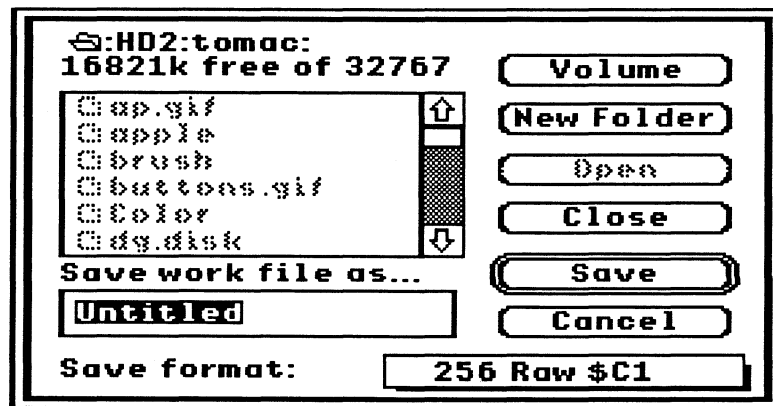 :HD2:tomac:
16821k free of 32767
ap.gif
apple
brush
buttons.gif
Color
dg.disk
Save work file as...
Untitled
Save format:
256 Raw $C1
Volume
New Folder
Open
Close
Save
Cancel